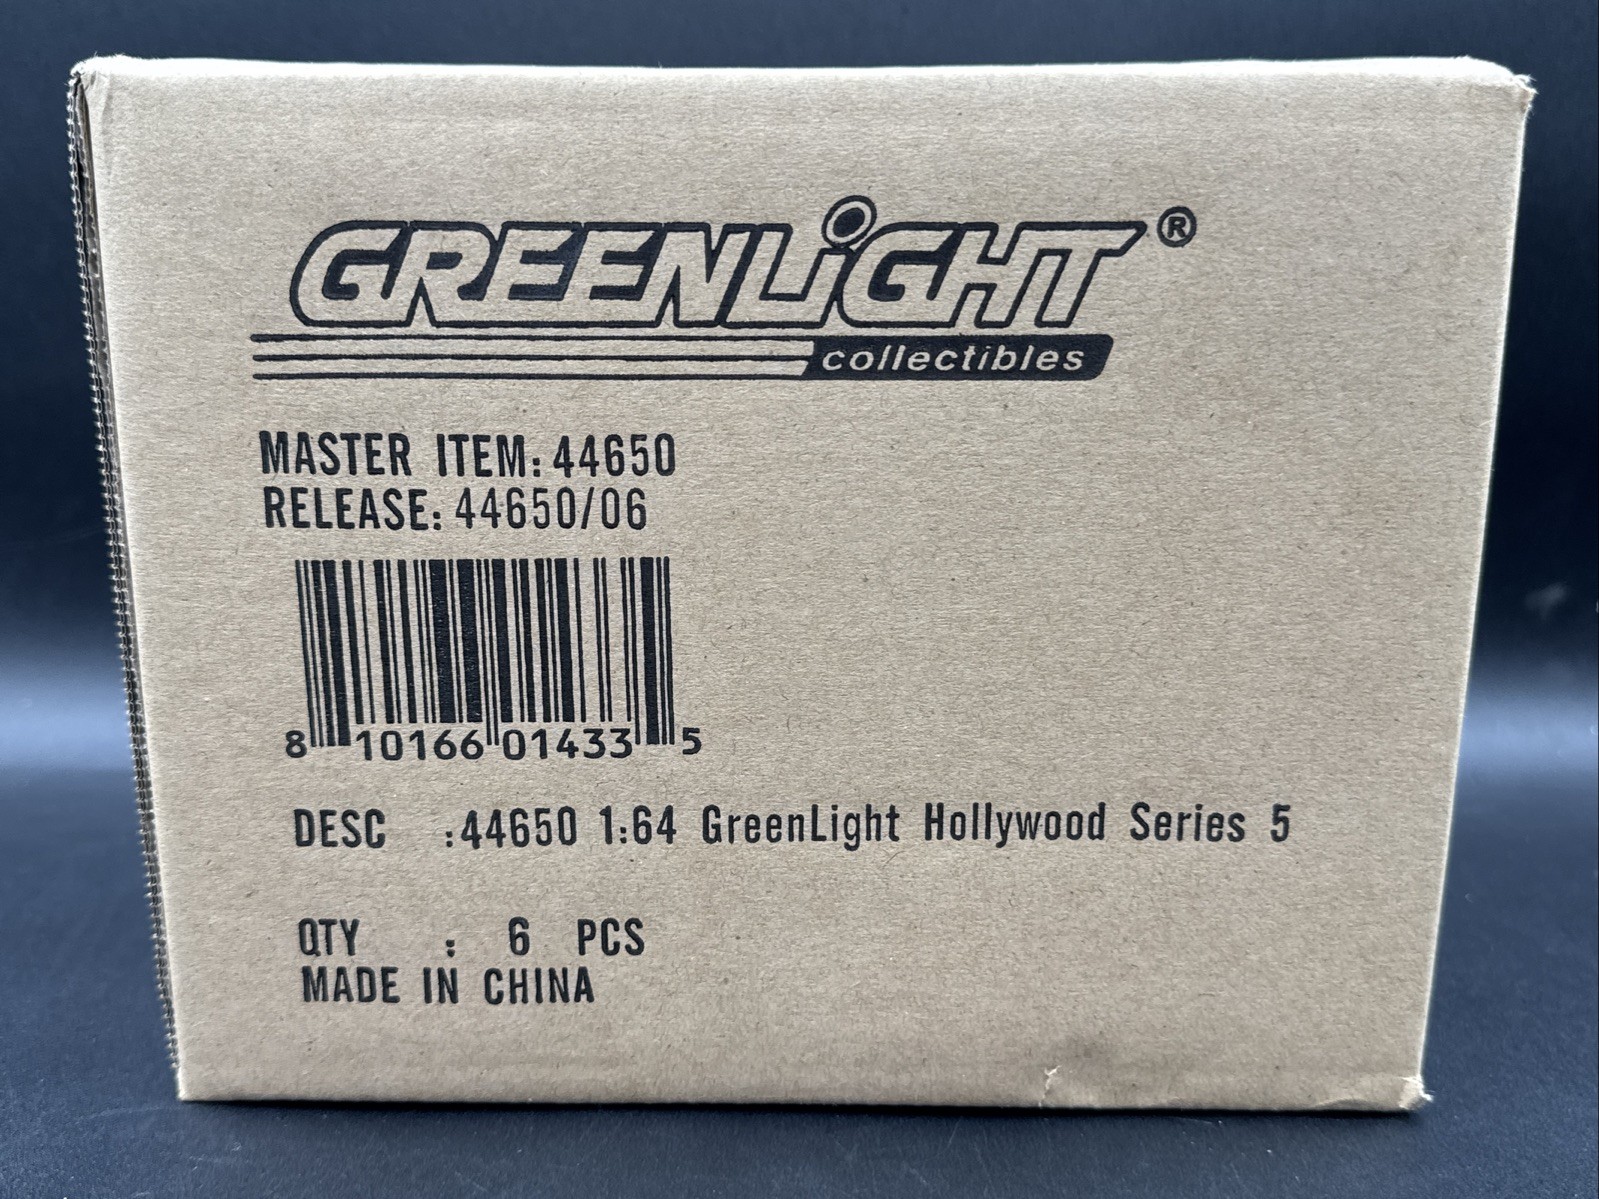 GREENLiGHT®
collectibles
MASTER ITEM: 44650
RELEASE: 44650/06
8 10166 01433 5
DESC :44650 1:64 GreenLight Hollywood Series 5
QTY : 6 PCS
MADE IN CHINA